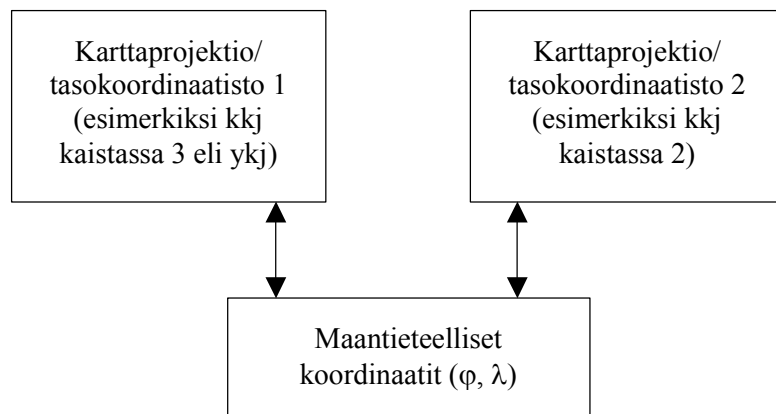 Karttaprojektio/
tasokoordinaatisto 1
(esimerkiksi kkj
kaistassa 3 eli ykj)
Karttaprojektio/
tasokoordinaatisto 2
(esimerkiksi kkj
kaistassa 2)
Maantieteelliset
koordinaatit (φ, λ)